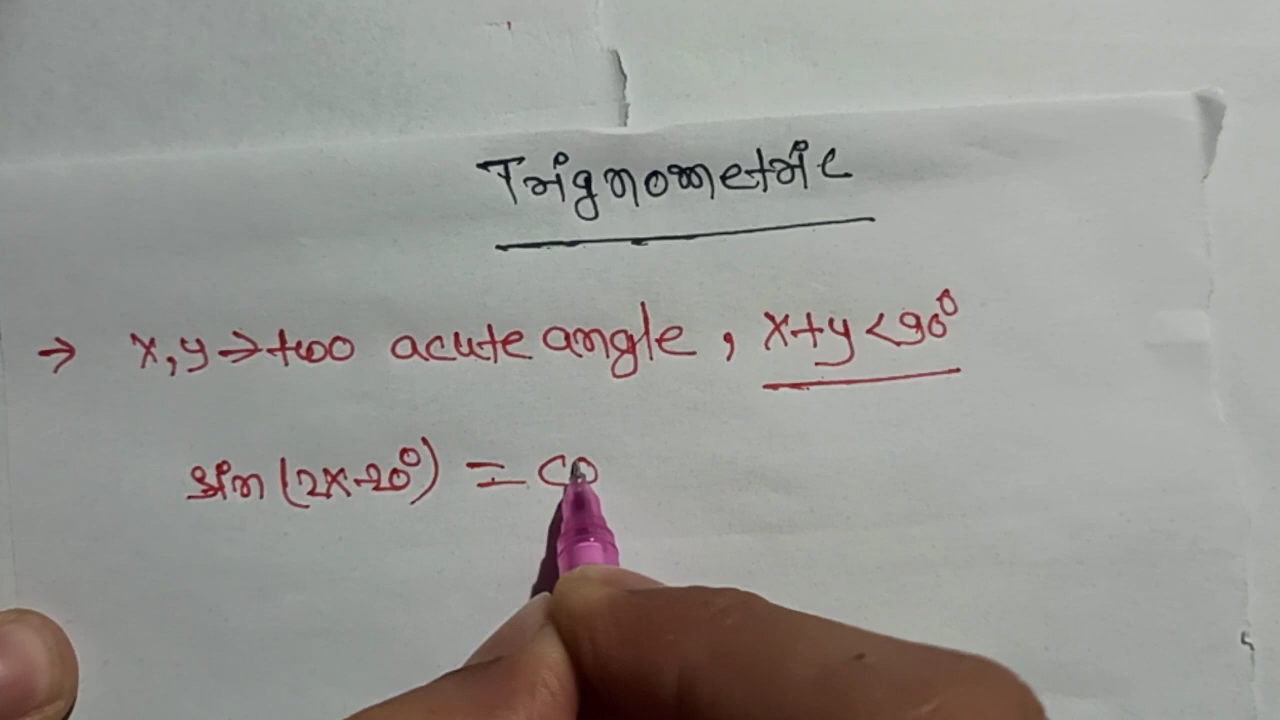 Trignometric
→ x, y → two acute angle, x+y<90°
sin (2x-20°) = co